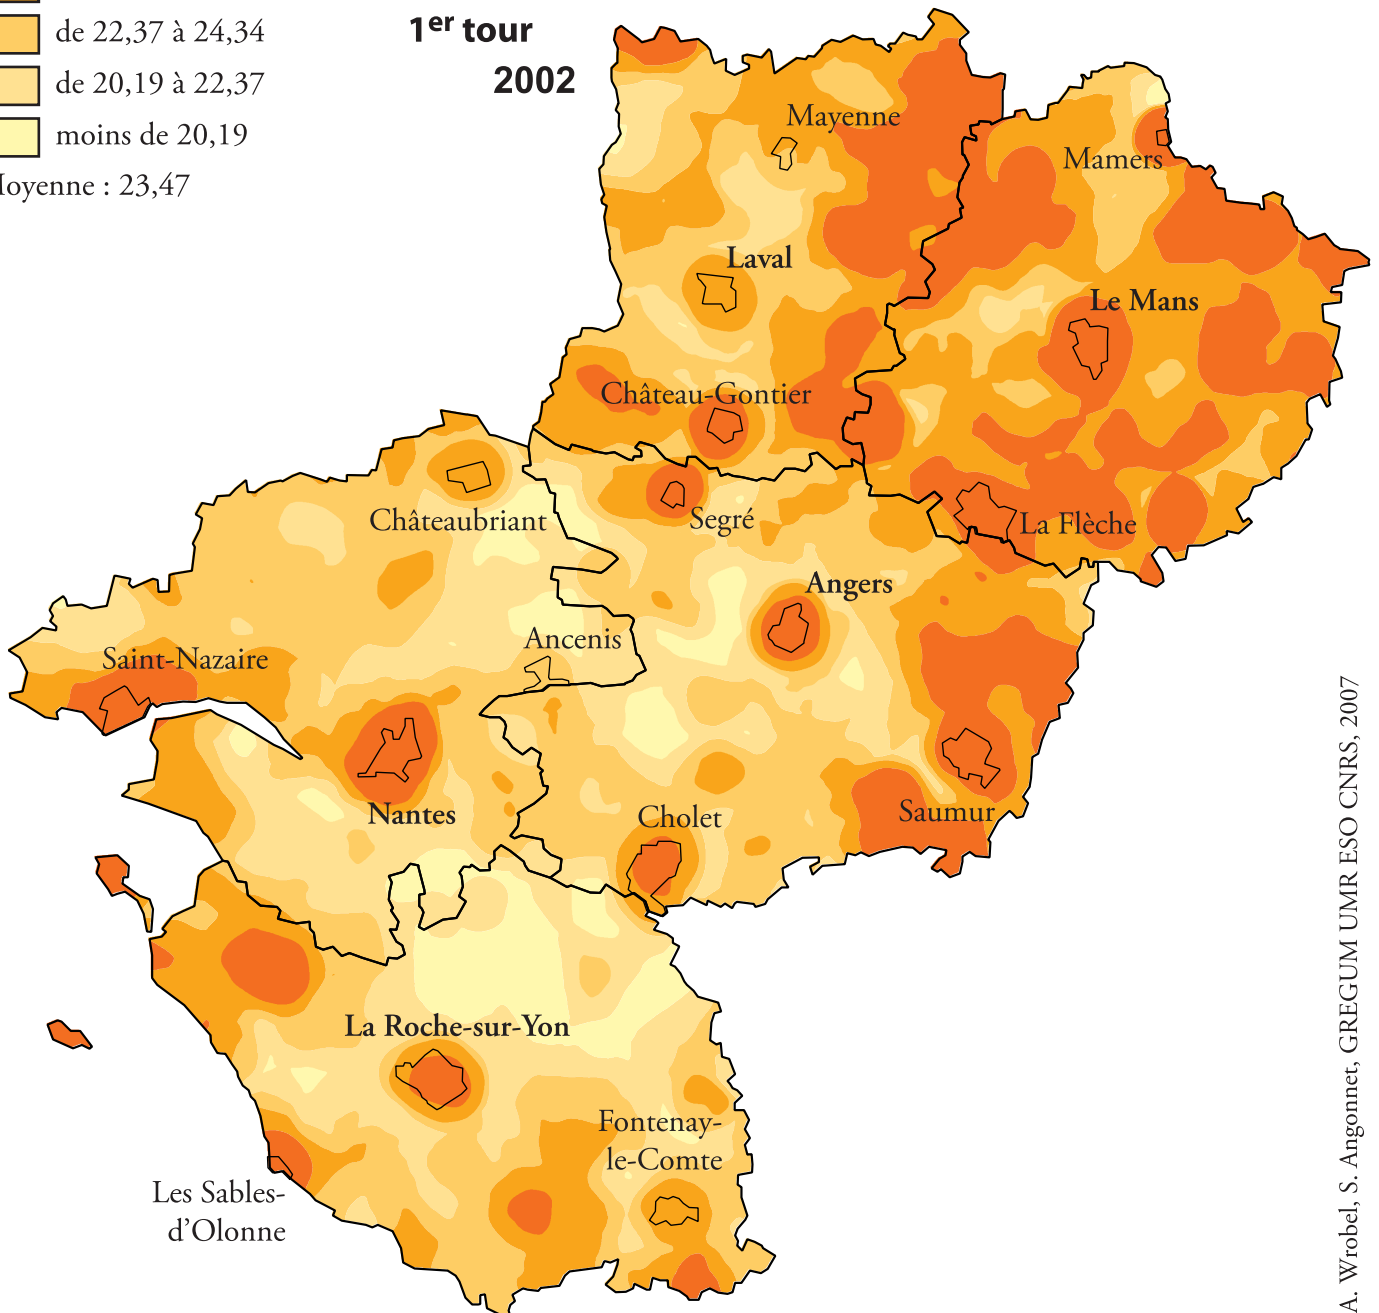 de 22,37 à 24,34
de 20,19 à 22,37
moins de 20,19
oyenne : 23,47
1er tour
2002
Mayenne
Mamers
Laval
Le Mans
Château-Gontier
Châteaubriant
Segré
La Flèche
Angers
Ancenis
Saint-Nazaire
Nantes
Cholet
Saumur
La Roche-sur-Yon
Fontenay-
le-Comte
Les Sables-
d'Olonne
A. Wrobel, S. Angonnet, GREGUM UMR ESO CNRS, 2007